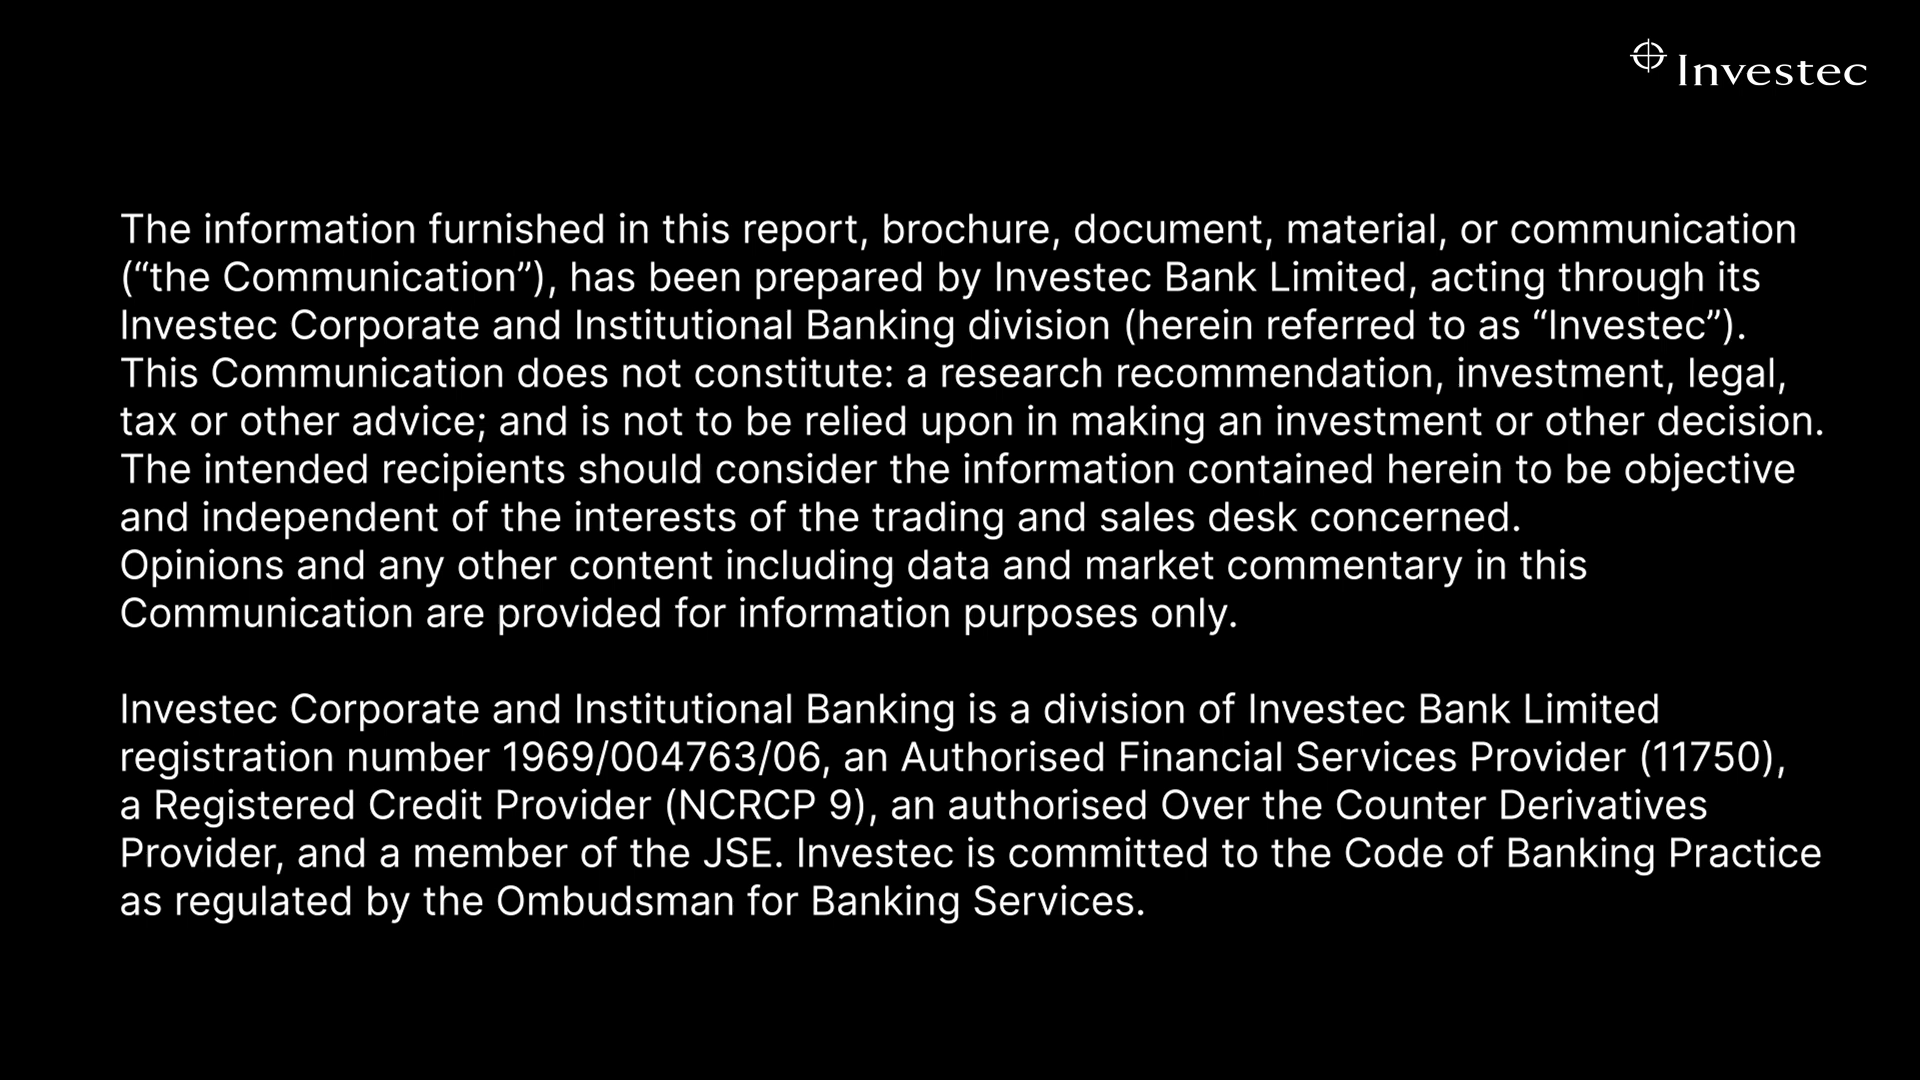 Investec
The information furnished in this report, brochure, document, material, or communication
(“the Communication”), has been prepared by Investec Bank Limited, acting through its
Investec Corporate and Institutional Banking division (herein referred to as “Investec”).
This Communication does not constitute: a research recommendation, investment, legal,
tax or other advice; and is not to be relied upon in making an investment or other decision.
The intended recipients should consider the information contained herein to be objective
and independent of the interests of the trading and sales desk concerned.
Opinions and any other content including data and market commentary in this
Communication are provided for information purposes only.
Investec Corporate and Institutional Banking is a division of Investec Bank Limited
registration number 1969/004763/06, an Authorised Financial Services Provider (11750),
a Registered Credit Provider (NCRCP 9), an authorised Over the Counter Derivatives
Provider, and a member of the JSE. Investec is committed to the Code of Banking Practice
as regulated by the Ombudsman for Banking Services.